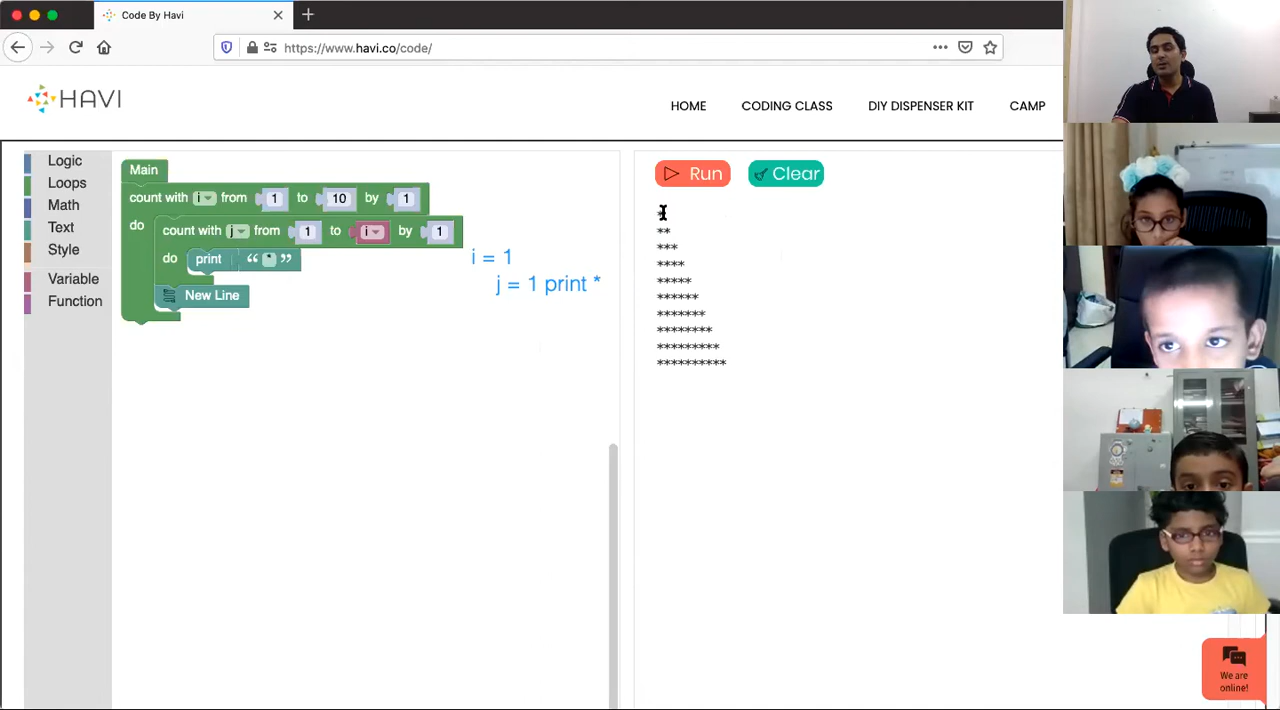 Code By Havi
https://www.havi.co/code/
HAVI
HOME CODING CLASS DIY DISPENSER KIT CAMP
Logic
Loops
Math
Text
Style
Variable
Function
Main
count with i from 1 to 10 by 1
do count with j from 1 to i by 1
do print “ * ”
New Line
i = 1
j = 1 print *
Run Clear
*
**
***
****
*****
******
*******
********
*********
**********
We are
online!